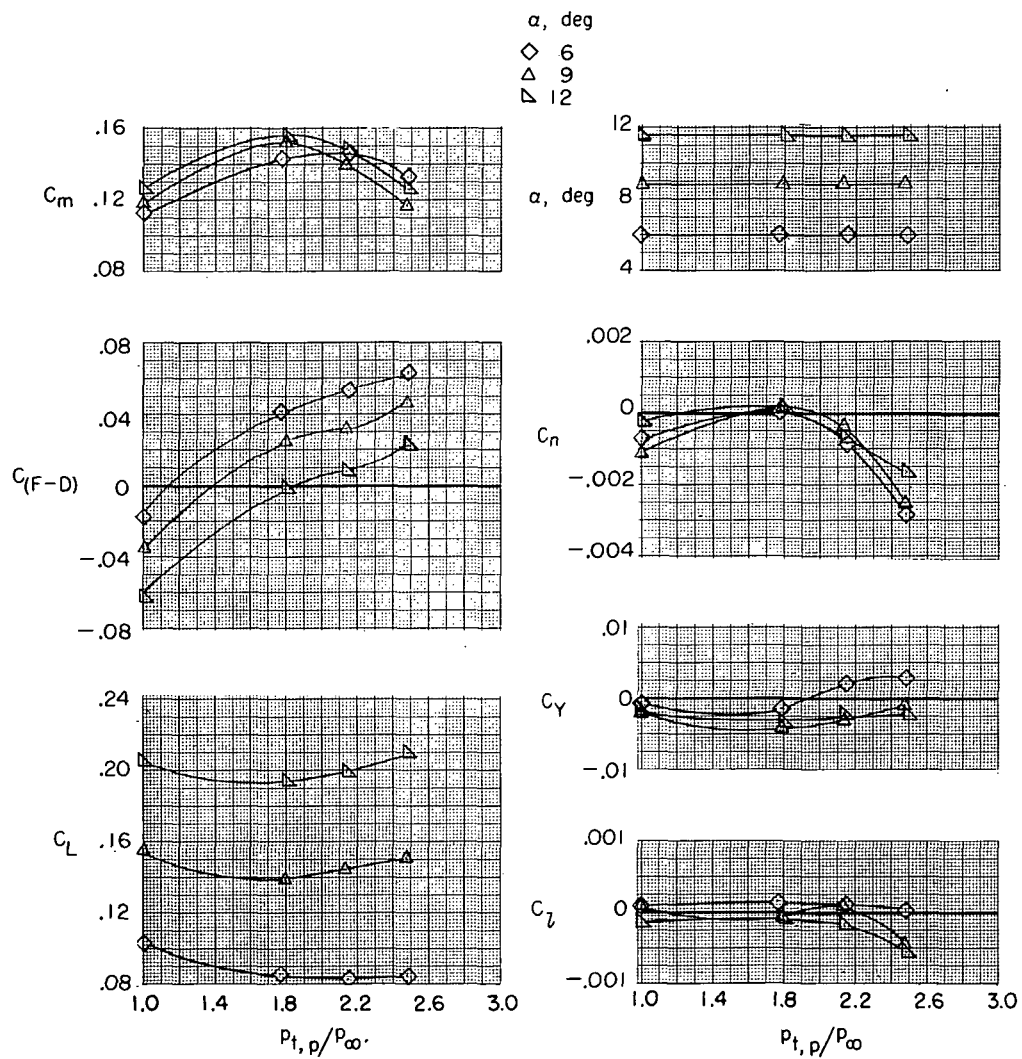 α, deg
◇ 6
△ 9
◺ 12
.16
.12
.08
C_m
.08
.04
0
-.04
-.08
C_(F-D)
.24
.20
.16
.12
.08
C_L
1.0 1.4 1.8 2.2 2.6 3.0
p_t,p/p_∞.
12
8
4
α, deg
.002
0
-.002
-.004
C_n
.01
0
-.01
C_Y
.001
0
-.001
C_l
1.0 1.4 1.8 2.2 2.6 3.0
p_t,p/p_∞